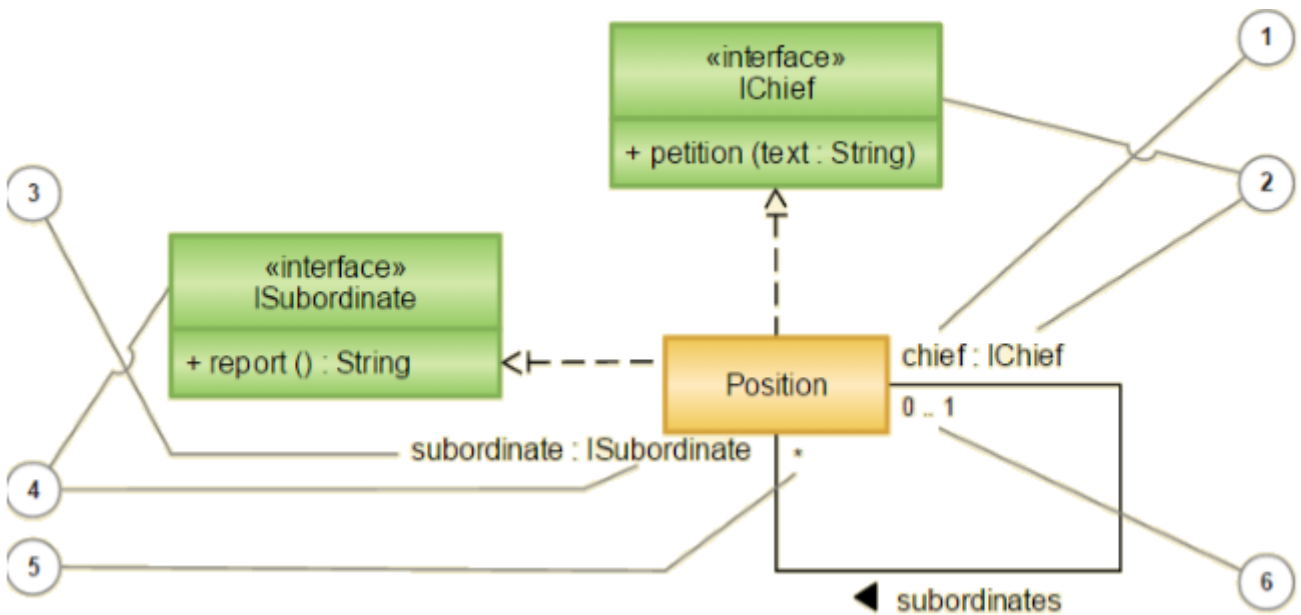 1
«interface»
IChief
+ petition (text : String)
2
3
«interface»
ISubordinate
+ report () : String
chief : IChief
Position
0 .. 1
subordinate : ISubordinate
*
4
5
6
subordinates